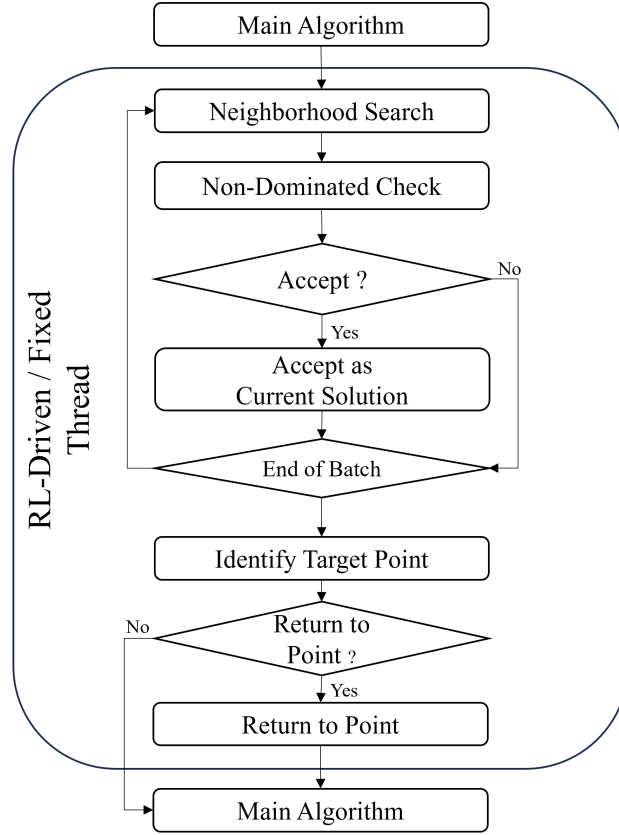 Main Algorithm
Neighborhood Search
Non-Dominated Check
Accept ?
No
Yes
Accept as
Current Solution
End of Batch
Identify Target Point
No
Return to
Point ?
Yes
Return to Point
Main Algorithm
RL-Driven / Fixed
Thread